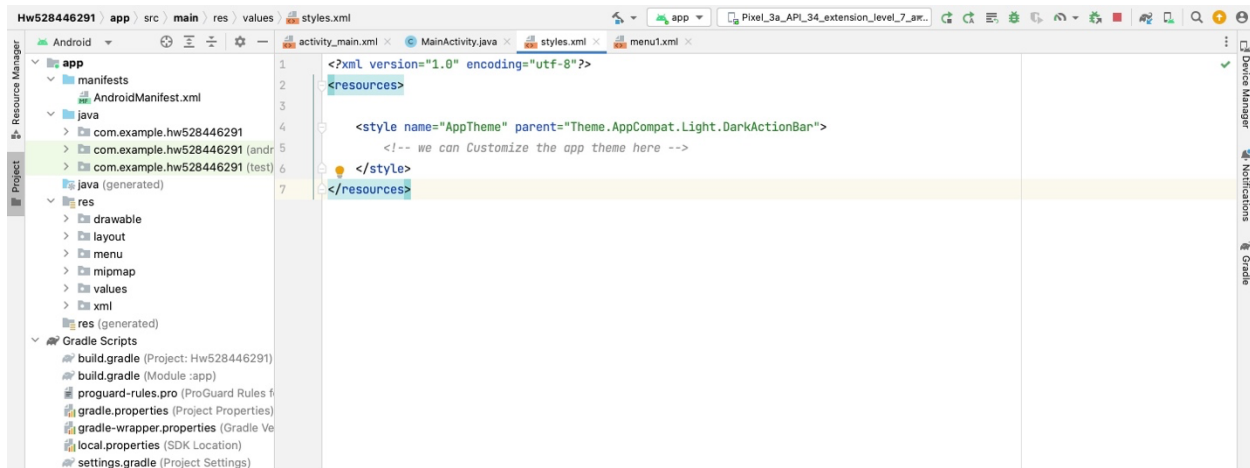 Hw528446291 app src main res values styles.xml
app
Pixel_3a_API_34_extension_level_7_
Android
activity_main.xml
MainActivity.java
styles.xml
menu1.xml
Resource Manager
Project
app
manifests
AndroidManifest.xml
java
com.example.hw528446291
com.example.hw528446291 (andr
com.example.hw528446291 (test)
java (generated)
res
drawable
layout
menu
mipmap
values
xml
res (generated)
Gradle Scripts
build.gradle (Project: Hw528446291)
build.gradle (Module :app)
proguard-rules.pro (ProGuard Rules f
gradle.properties (Project Properties)
gradle-wrapper.properties (Gradle Ve
local.properties (SDK Location)
settings.gradle (Project Settings)
1 <?xml version="1.0" encoding="utf-8"?>
2 <resources>
3
4 <style name="AppTheme" parent="Theme.AppCompat.Light.DarkActionBar">
5 <!-- we can Customize the app theme here -->
6 </style>
7 </resources>
Device Manager
Notifications
Gradle